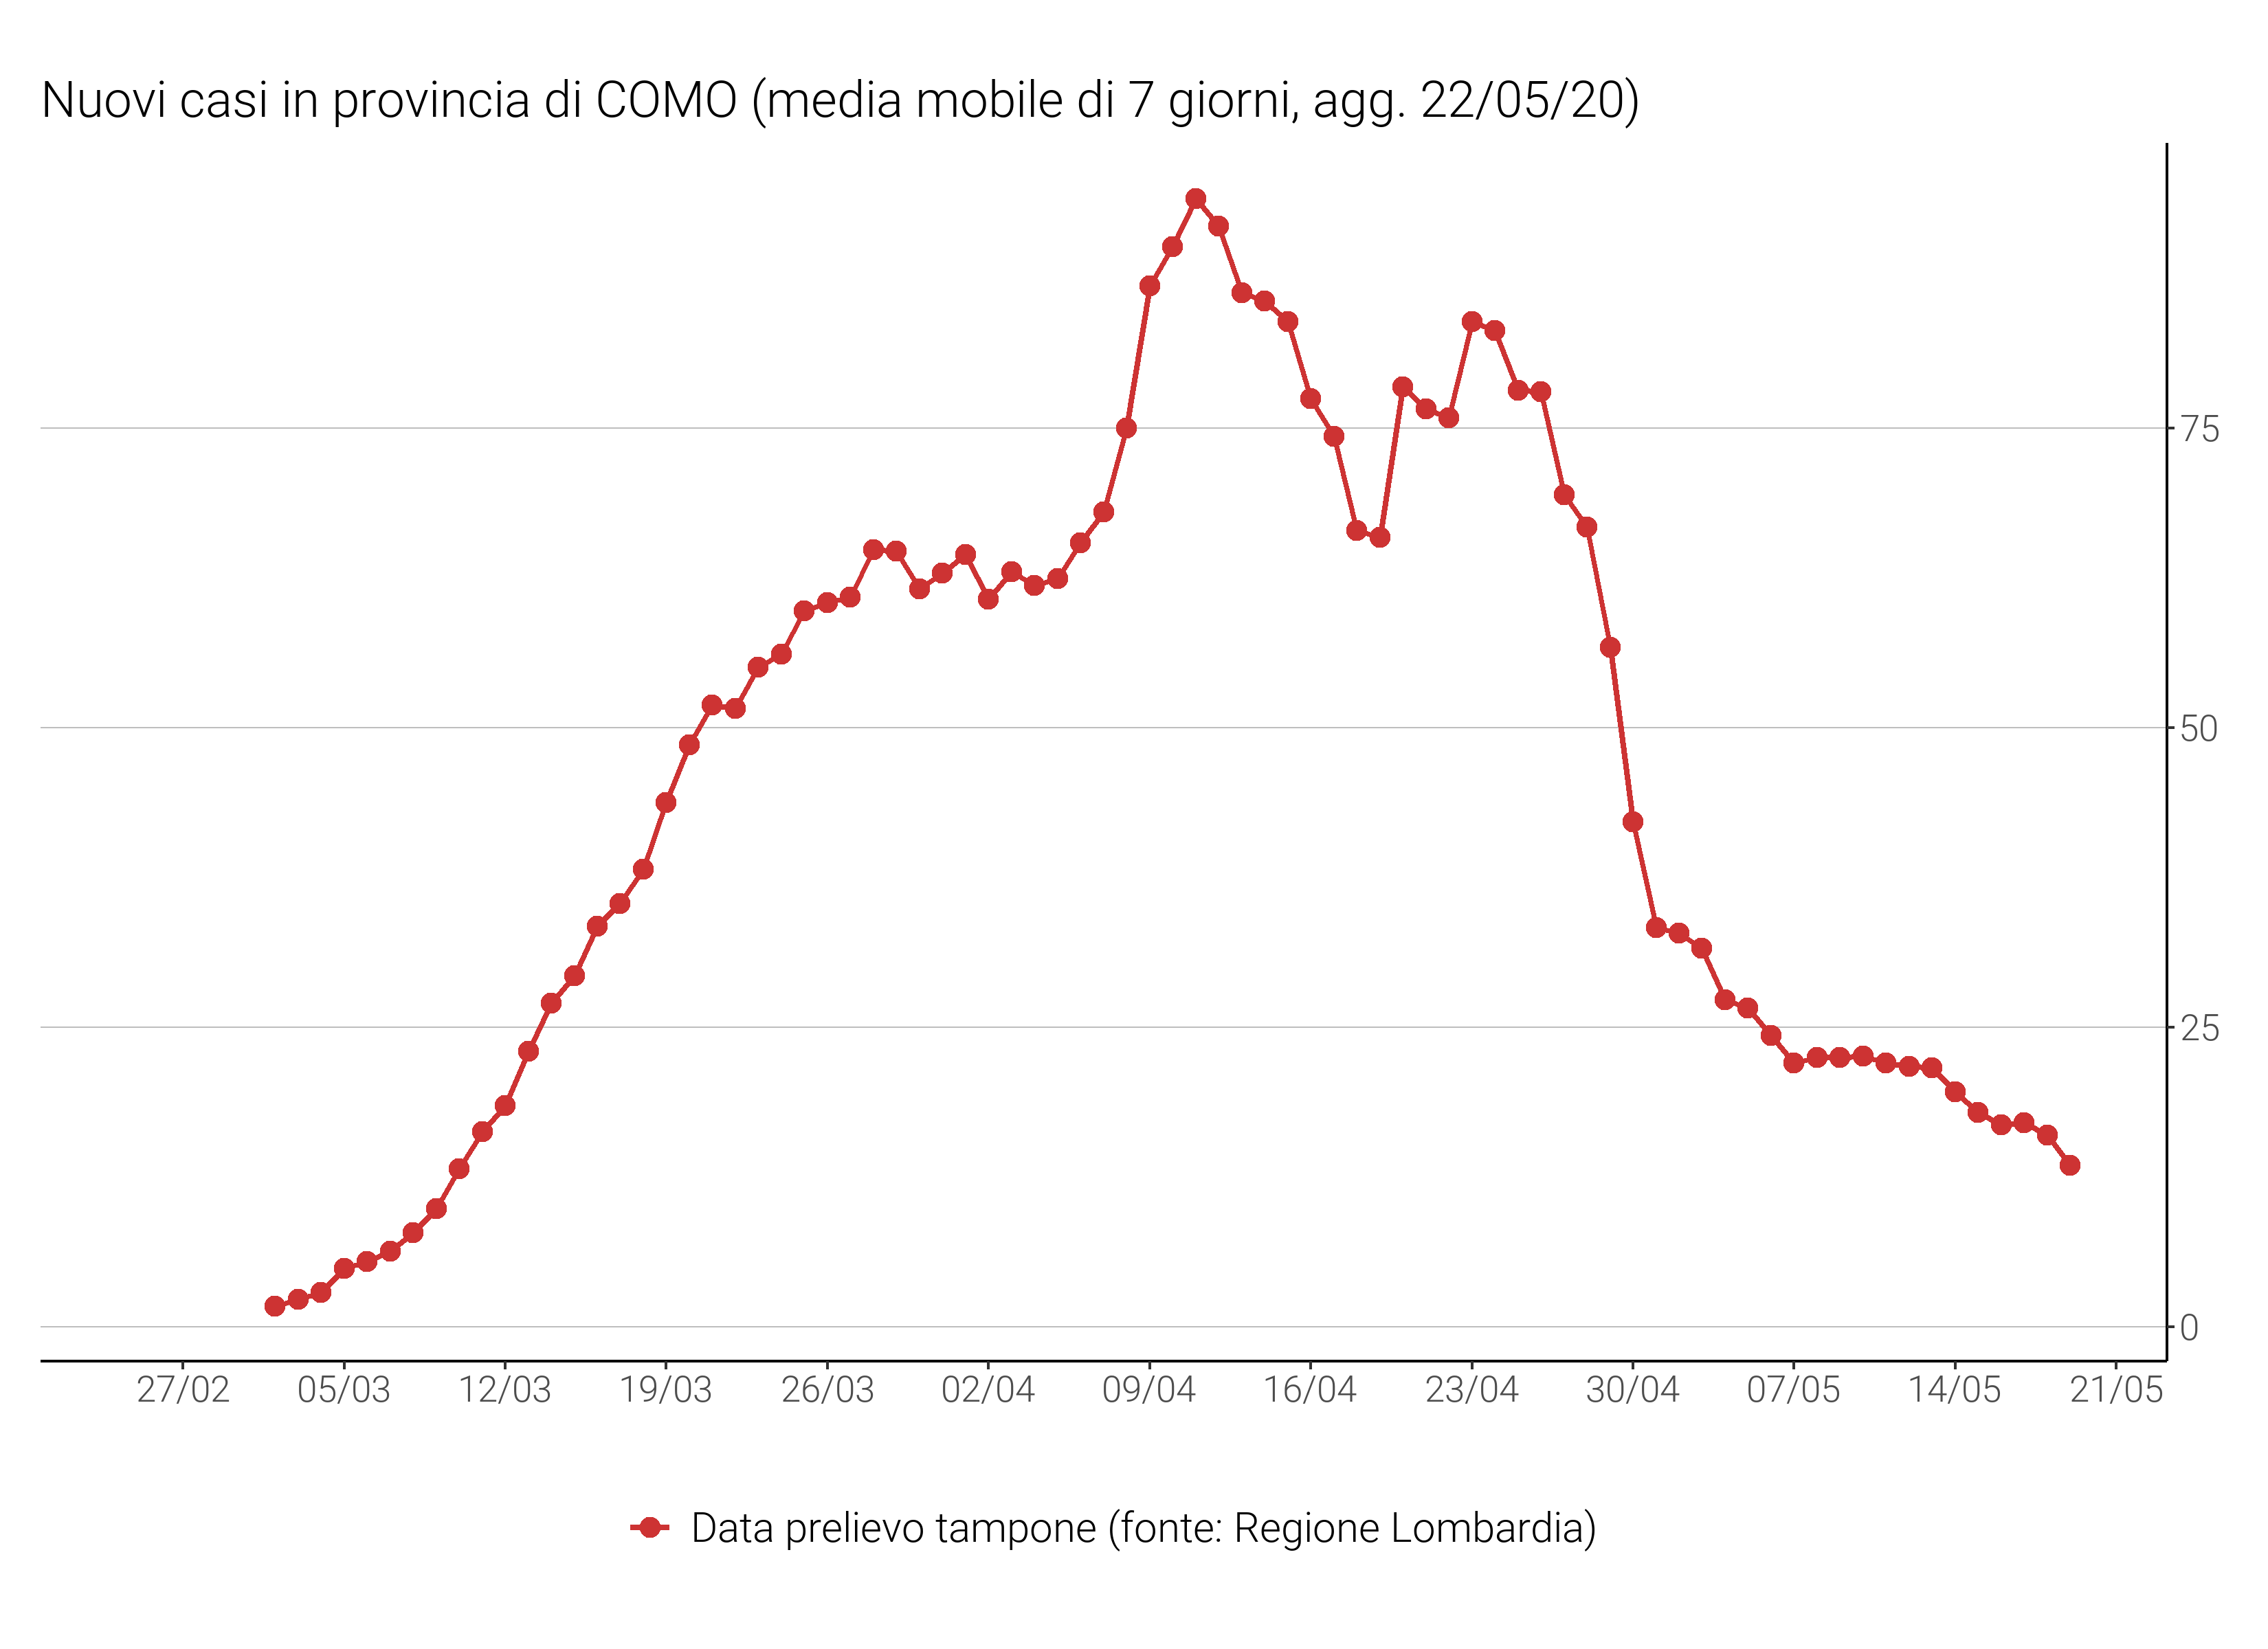 Nuovi casi in provincia di COMO (media mobile di 7 giorni, agg. 22/05/20)
75
50
25
0
27/02 05/03 12/03 19/03 26/03 02/04 09/04 16/04 23/04 30/04 07/05 14/05 21/05
Data prelievo tampone (fonte: Regione Lombardia)